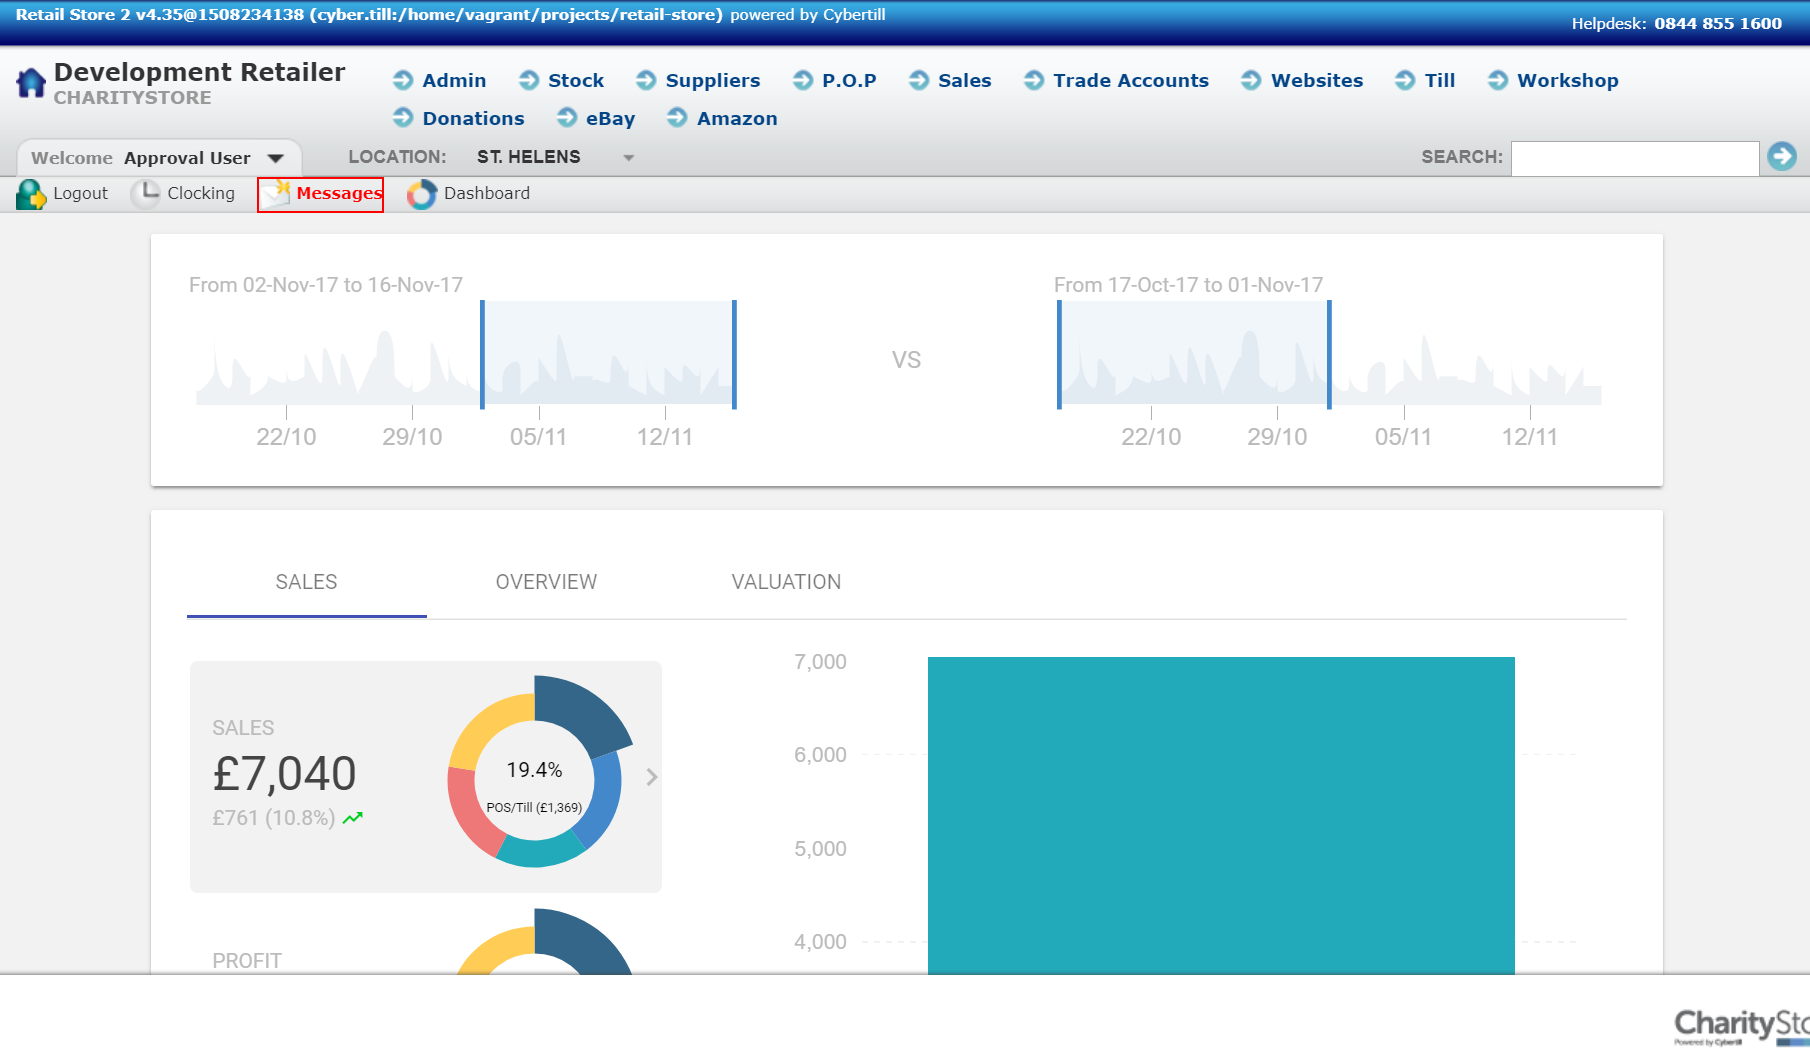 Retail Store 2 v4.35@1508234138 (cyber.till:/home/vagrant/projects/retail-store) powered by Cybertill
Helpdesk: 0844 855 1600
Development Retailer
CHARITYSTORE
Admin Stock Suppliers P.O.P Sales Trade Accounts Websites Till Workshop
Donations eBay Amazon
Welcome Approval User LOCATION: ST. HELENS SEARCH:
Logout Clocking Messages Dashboard
From 02-Nov-17 to 16-Nov-17
22/10 29/10 05/11 12/11
VS
From 17-Oct-17 to 01-Nov-17
22/10 29/10 05/11 12/11
SALES OVERVIEW VALUATION
SALES
£7,040
£761 (10.8%)
19.4%
POS/Till (£1,369)
PROFIT
7,000
6,000
5,000
4,000
CharitySto
Powered by Cybertill